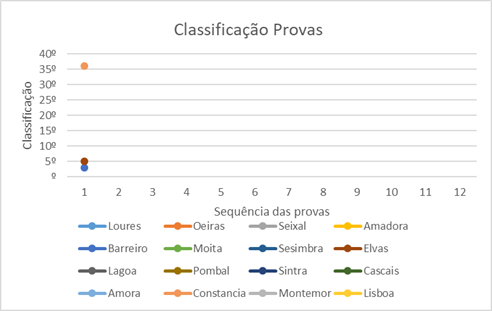 Classificação Provas
40º
35º
30º
25º
20º
15º
10º
5º
º
Classificação
1 2 3 4 5 6 7 8 9 10 11 12
Sequência das provas
Loures Oeiras Seixal Amadora
Barreiro Moita Sesimbra Elvas
Lagoa Pombal Sintra Cascais
Amora Constancia Montemor Lisboa